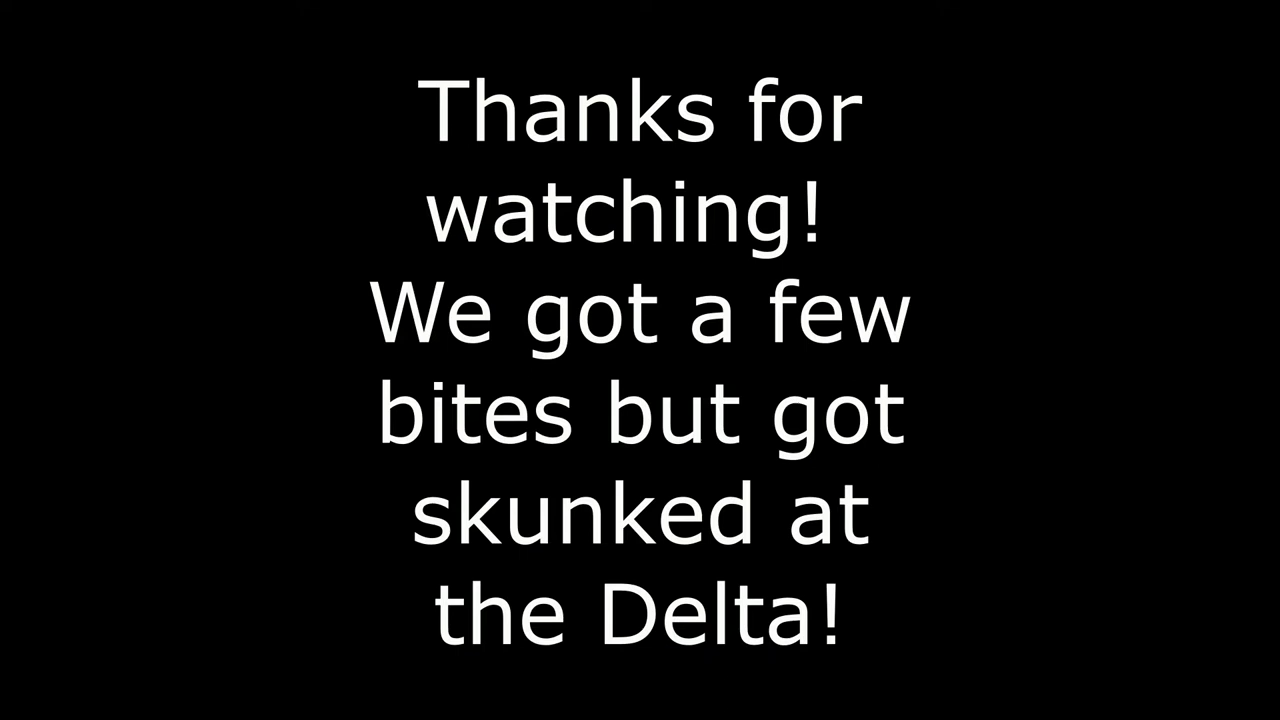 Thanks for
watching!
We got a few
bites but got
skunked at
the Delta!